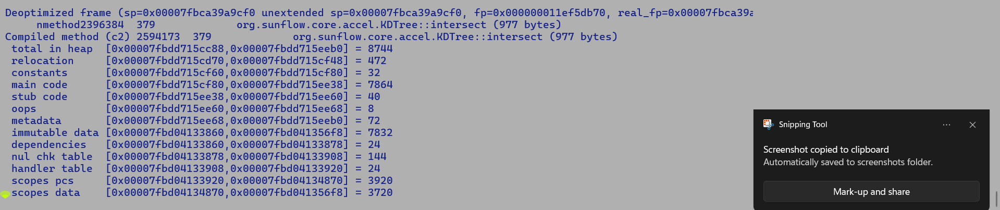 Deoptimized frame (sp=0x00007fbca39a9cf0 unextended sp=0x00007fbca39a9cf0, fp=0x000000011ef5db70, real_fp=0x00007fbca39a
nmethod2396384  379             org.sunflow.core.accel.KDTree::intersect (977 bytes)
Compiled method (c2) 2594173  379             org.sunflow.core.accel.KDTree::intersect (977 bytes)
total in heap  [0x00007fbdd715cc88,0x00007fbdd715eeb0] = 8744
relocation     [0x00007fbdd715cd70,0x00007fbdd715cf48] = 472
constants      [0x00007fbdd715cf60,0x00007fbdd715cf80] = 32
main code      [0x00007fbdd715cf80,0x00007fbdd715ee38] = 7864
stub code      [0x00007fbdd715ee38,0x00007fbdd715ee60] = 40
oops           [0x00007fbdd715ee60,0x00007fbdd715ee68] = 8
metadata       [0x00007fbdd715ee68,0x00007fbdd715eeb0] = 72
immutable data [0x00007fbd04133860,0x00007fbd041356f8] = 7832
dependencies   [0x00007fbd04133860,0x00007fbd04133878] = 24
nul chk table  [0x00007fbd04133878,0x00007fbd04133908] = 144
handler table  [0x00007fbd04133908,0x00007fbd04133920] = 24
scopes pcs     [0x00007fbd04133920,0x00007fbd04134870] = 3920
scopes data    [0x00007fbd04134870,0x00007fbd041356f8] = 3720
Snipping Tool
Screenshot copied to clipboard
Automatically saved to screenshots folder.
Mark-up and share